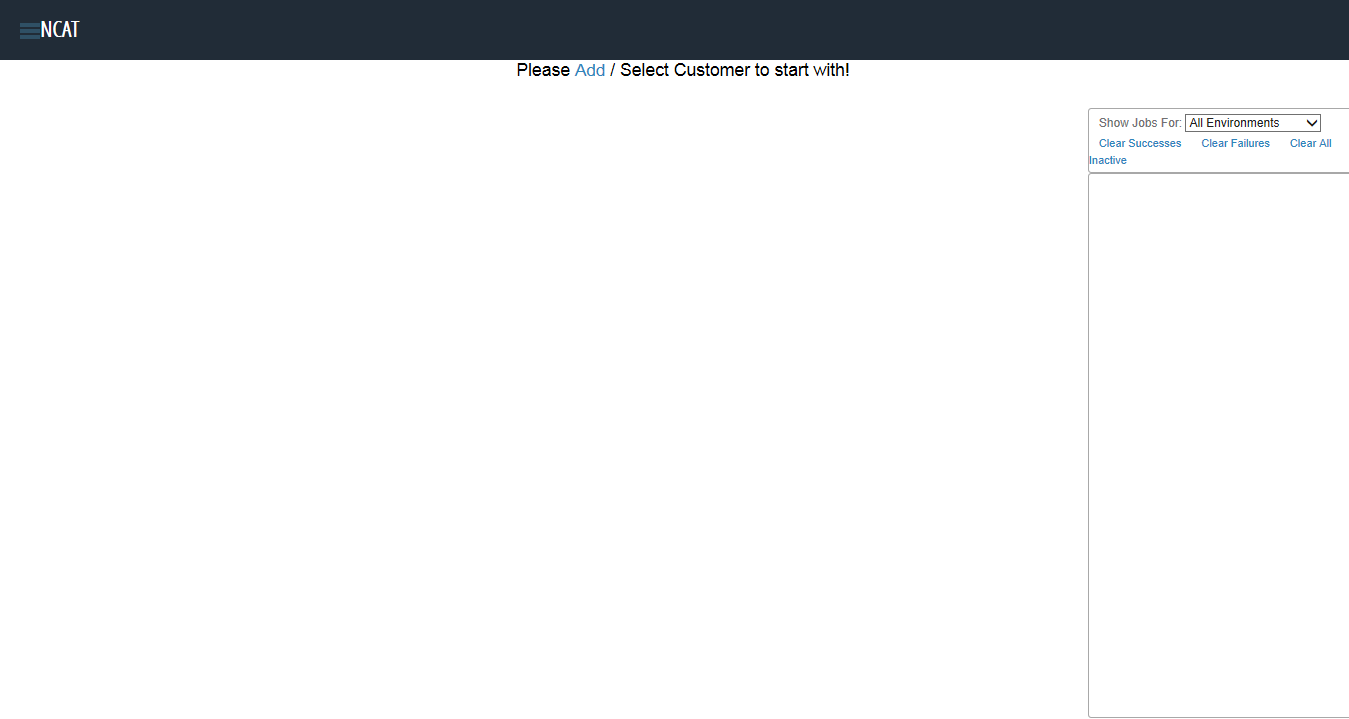 NCAT
Please Add / Select Customer to start with!
Show Jobs For: All Environments
Clear Successes Clear Failures Clear All
Inactive